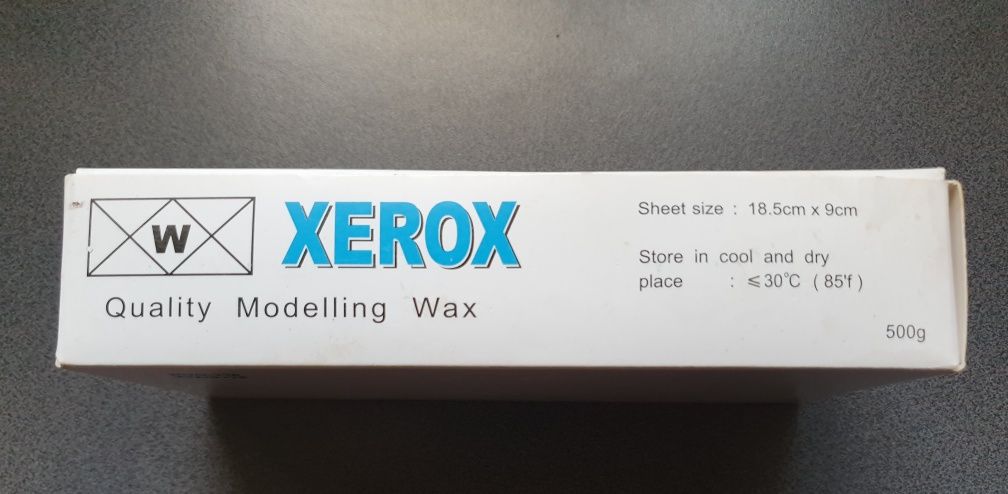 W
XEROX
Quality Modelling Wax
Sheet size : 18.5cm x 9cm
Store in cool and dry
place : ≤30°C (85'f)
500g